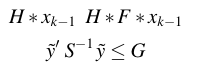 H * x_{k−1}  H * F * x_{k−1}
ỹ′ S^{−1} ỹ ≤ G